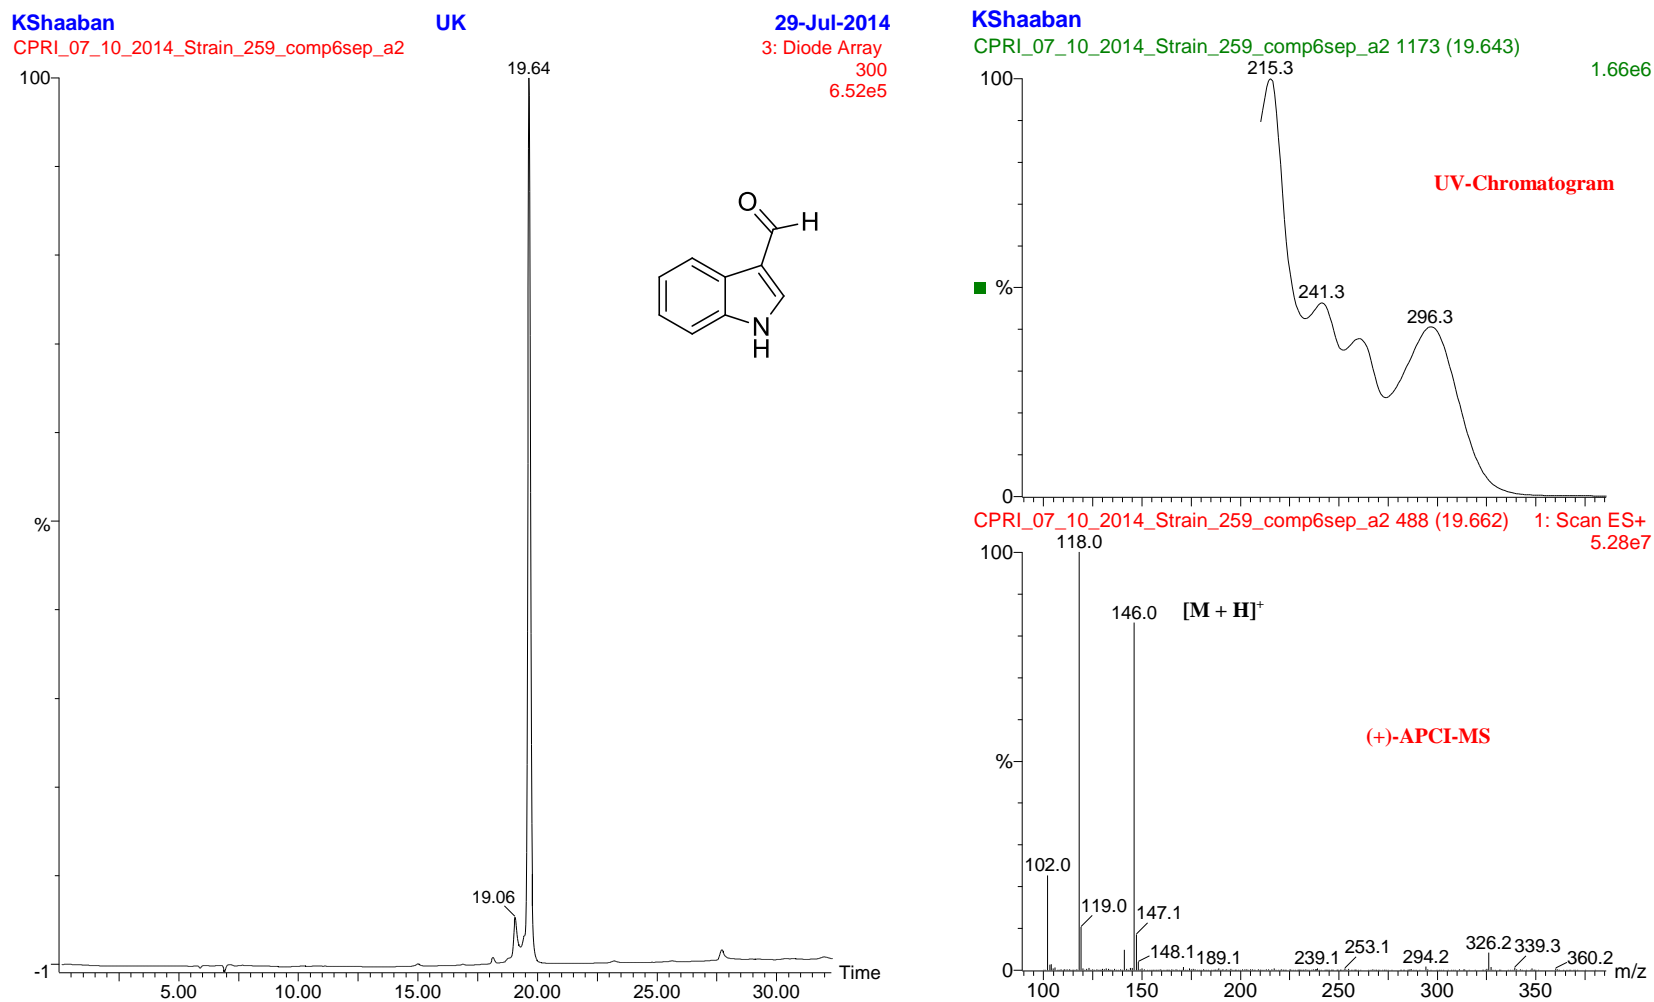 KShaaban UK 29-Jul-2014
CPRI_07_10_2014_Strain_259_comp6sep_a2 3: Diode Array
300
6.52e5
100
19.64
%
19.06
-1
Time
5.00 10.00 15.00 20.00 25.00 30.00
O
H
N
H
KShaaban
CPRI_07_10_2014_Strain_259_comp6sep_a2 1173 (19.643)
1.66e6
100
215.3
UV-Chromatogram
%
241.3
296.3
0
CPRI_07_10_2014_Strain_259_comp6sep_a2 488 (19.662) 1: Scan ES+
5.28e7
100
118.0
146.0
[M + H]+
(+)-APCI-MS
%
102.0
119.0
147.1
148.1
189.1
239.1
253.1
294.2
326.2
339.3
360.2
0
m/z
100 150 200 250 300 350